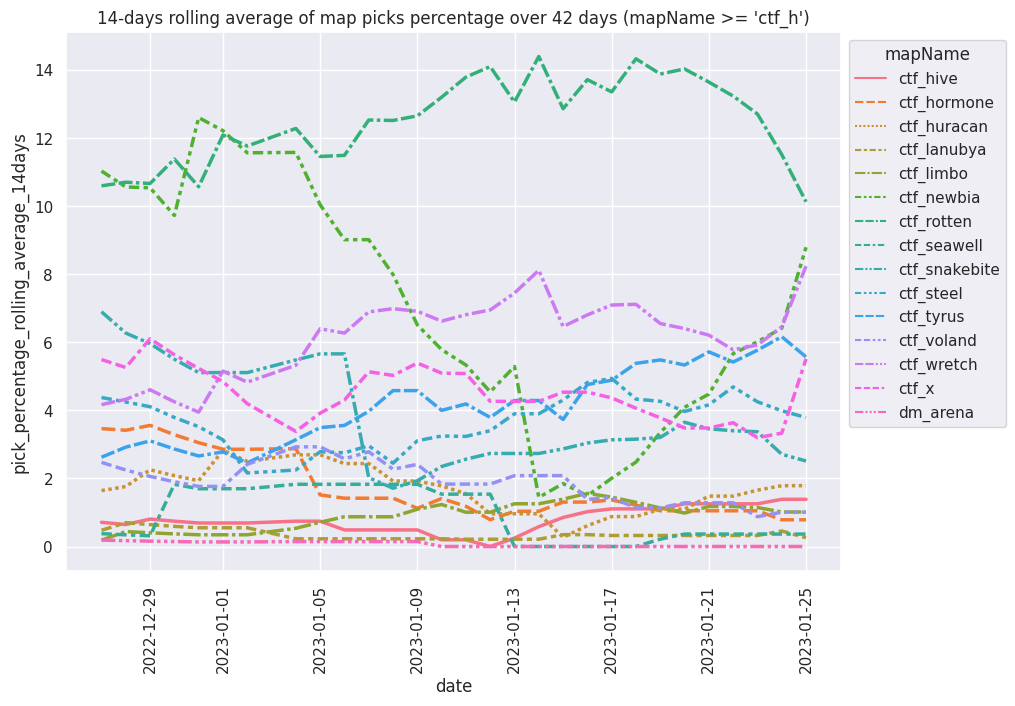 14-days rolling average of map picks percentage over 42 days (mapName >= 'ctf_h')
pick_percentage_rolling_average_14days
14
12
10
8
6
4
2
0
2022-12-29
2023-01-01
2023-01-05
2023-01-09
2023-01-13
2023-01-17
2023-01-21
2023-01-25
date
mapName
ctf_hive
ctf_hormone
ctf_huracan
ctf_lanubya
ctf_limbo
ctf_newbia
ctf_rotten
ctf_seawell
ctf_snakebite
ctf_steel
ctf_tyrus
ctf_voland
ctf_wretch
ctf_x
dm_arena